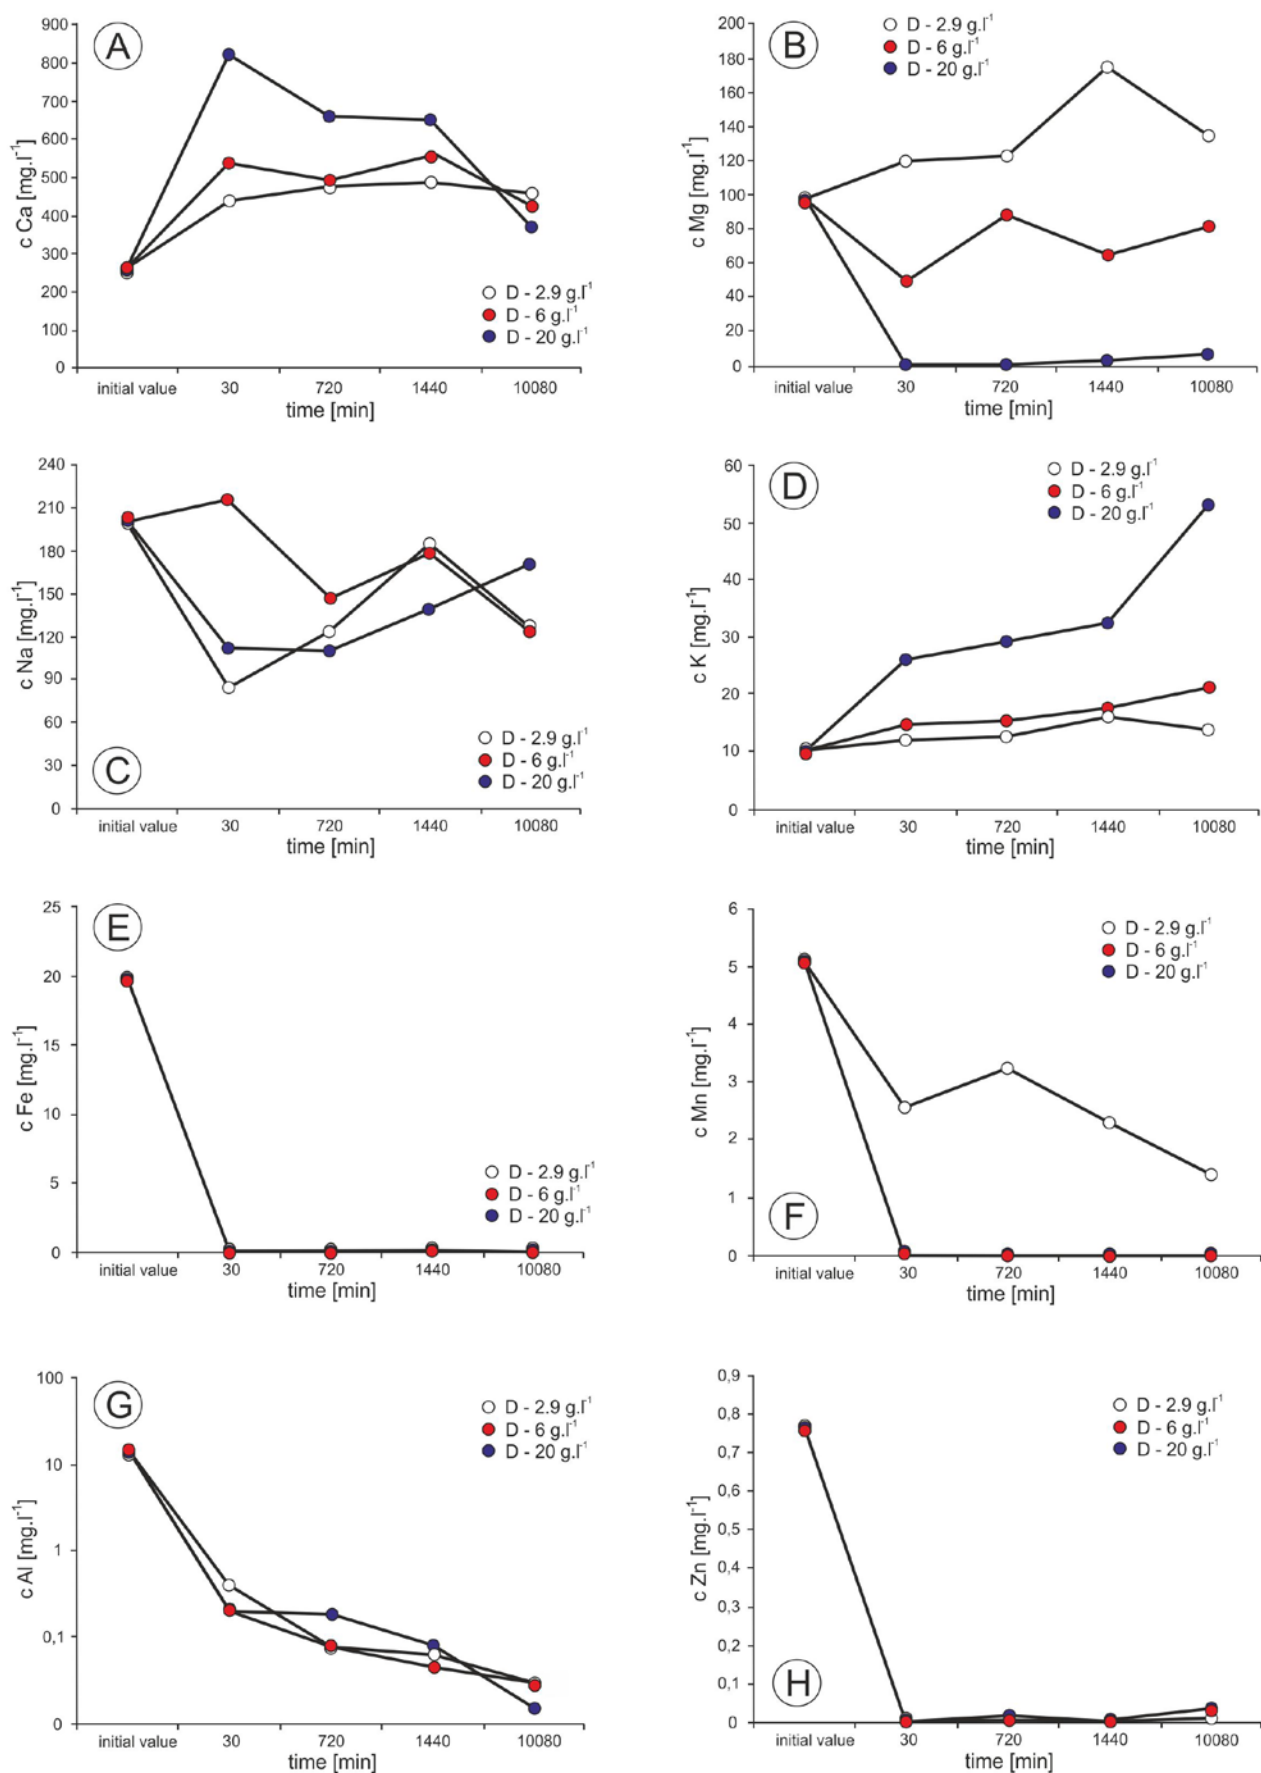 A
c Ca [mg.l⁻¹]
900
800
700
600
500
400
300
200
100
0
D - 2.9 g.l⁻¹
D - 6 g.l⁻¹
D - 20 g.l⁻¹
initial value 30 720 1440 10080
time [min]
B
c Mg [mg.l⁻¹]
200
180
160
140
120
100
80
60
40
20
0
D - 2.9 g.l⁻¹
D - 6 g.l⁻¹
D - 20 g.l⁻¹
initial value 30 720 1440 10080
time [min]
C
c Na [mg.l⁻¹]
240
210
180
150
120
90
60
30
0
D - 2.9 g.l⁻¹
D - 6 g.l⁻¹
D - 20 g.l⁻¹
initial value 30 720 1440 10080
time [min]
D
c K [mg.l⁻¹]
60
50
40
30
20
10
0
D - 2.9 g.l⁻¹
D - 6 g.l⁻¹
D - 20 g.l⁻¹
initial value 30 720 1440 10080
time [min]
E
c Fe [mg.l⁻¹]
25
20
15
10
5
0
D - 2.9 g.l⁻¹
D - 6 g.l⁻¹
D - 20 g.l⁻¹
initial value 30 720 1440 10080
time [min]
F
c Mn [mg.l⁻¹]
6
5
4
3
2
1
0
D - 2.9 g.l⁻¹
D - 6 g.l⁻¹
D - 20 g.l⁻¹
initial value 30 720 1440 10080
time [min]
G
c Al [mg.l⁻¹]
100
10
1
0,1
0
D - 2.9 g.l⁻¹
D - 6 g.l⁻¹
D - 20 g.l⁻¹
initial value 30 720 1440 10080
time [min]
H
c Zn [mg.l⁻¹]
0,9
0,8
0,7
0,6
0,5
0,4
0,3
0,2
0,1
0
D - 2.9 g.l⁻¹
D - 6 g.l⁻¹
D - 20 g.l⁻¹
initial value 30 720 1440 10080
time [min]